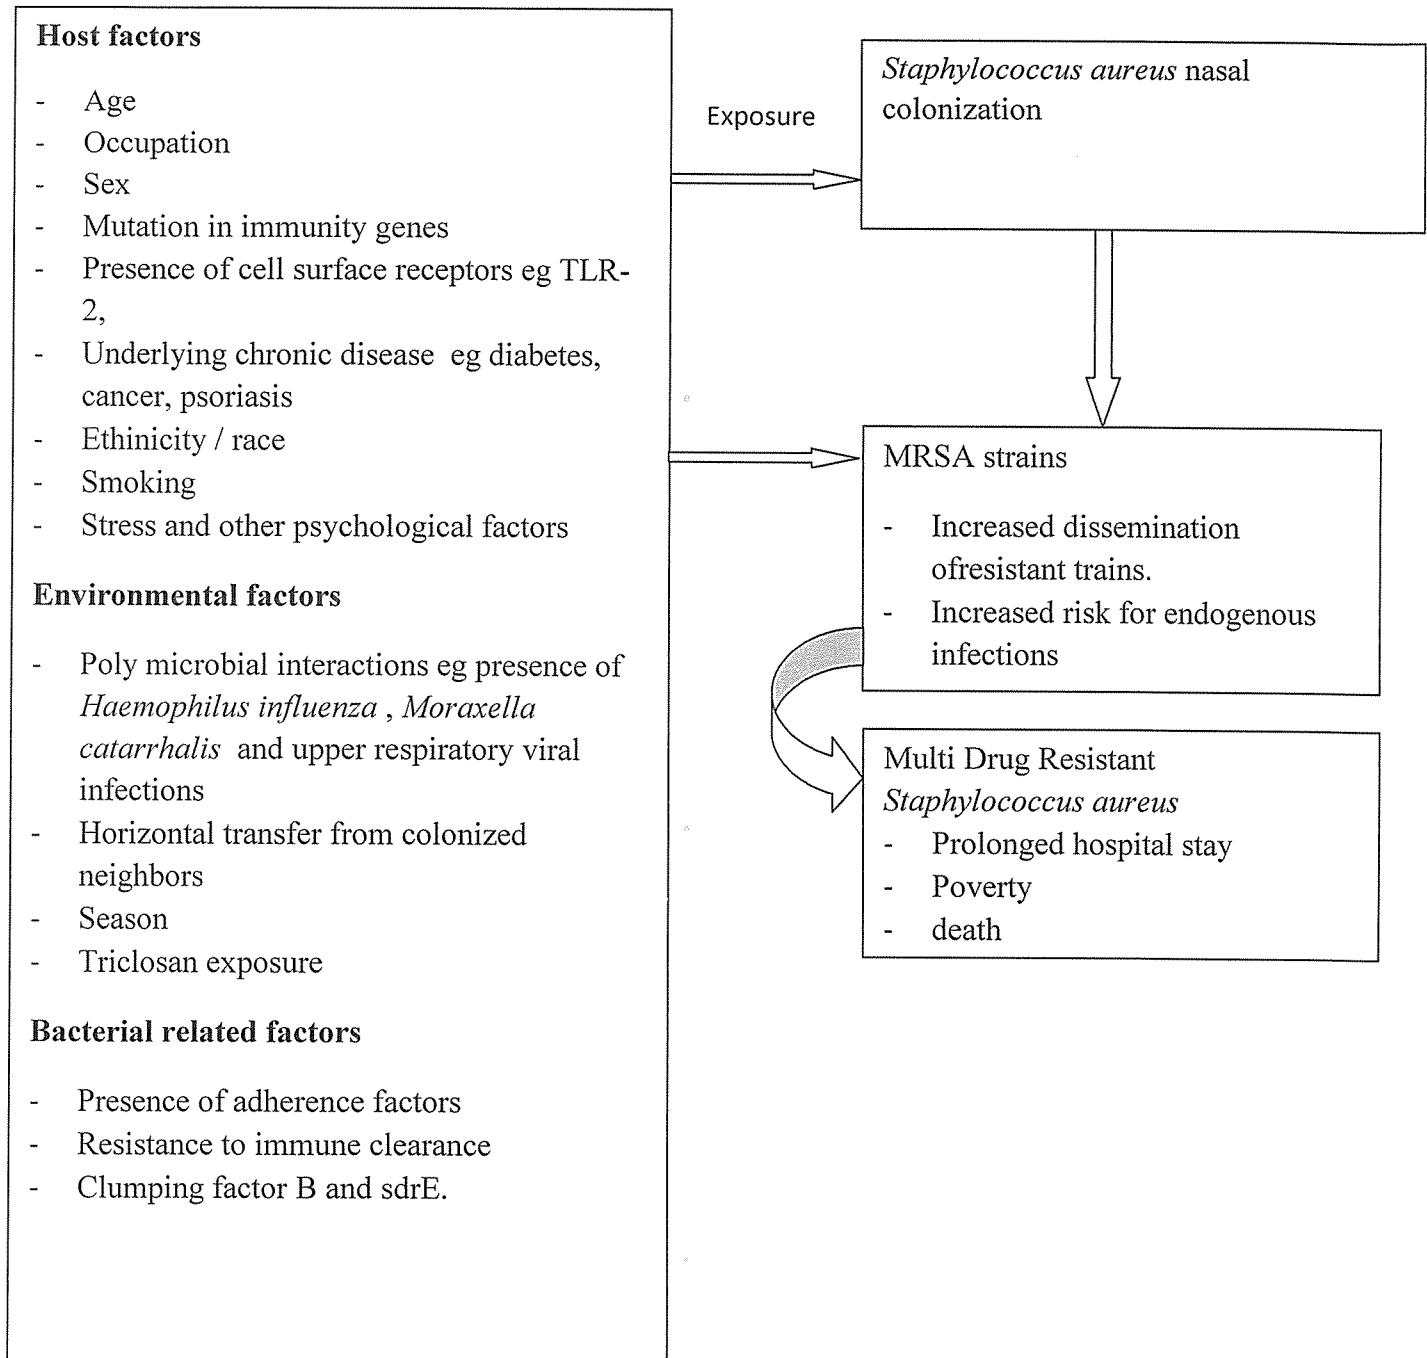 Host factors
- Age
- Occupation
- Sex
- Mutation in immunity genes
- Presence of cell surface receptors eg TLR-
2,
- Underlying chronic disease eg diabetes,
cancer, psoriasis
- Ethinicity / race
- Smoking
- Stress and other psychological factors
Environmental factors
- Poly microbial interactions eg presence of
Haemophilus influenza , Moraxella
catarrhalis and upper respiratory viral
infections
- Horizontal transfer from colonized
neighbors
- Season
- Triclosan exposure
Bacterial related factors
- Presence of adherence factors
- Resistance to immune clearance
- Clumping factor B and sdrE.
Exposure
Staphylococcus aureus nasal
colonization
MRSA strains
- Increased dissemination
ofresistant trains.
- Increased risk for endogenous
infections
Multi Drug Resistant
Staphylococcus aureus
- Prolonged hospital stay
- Poverty
- death